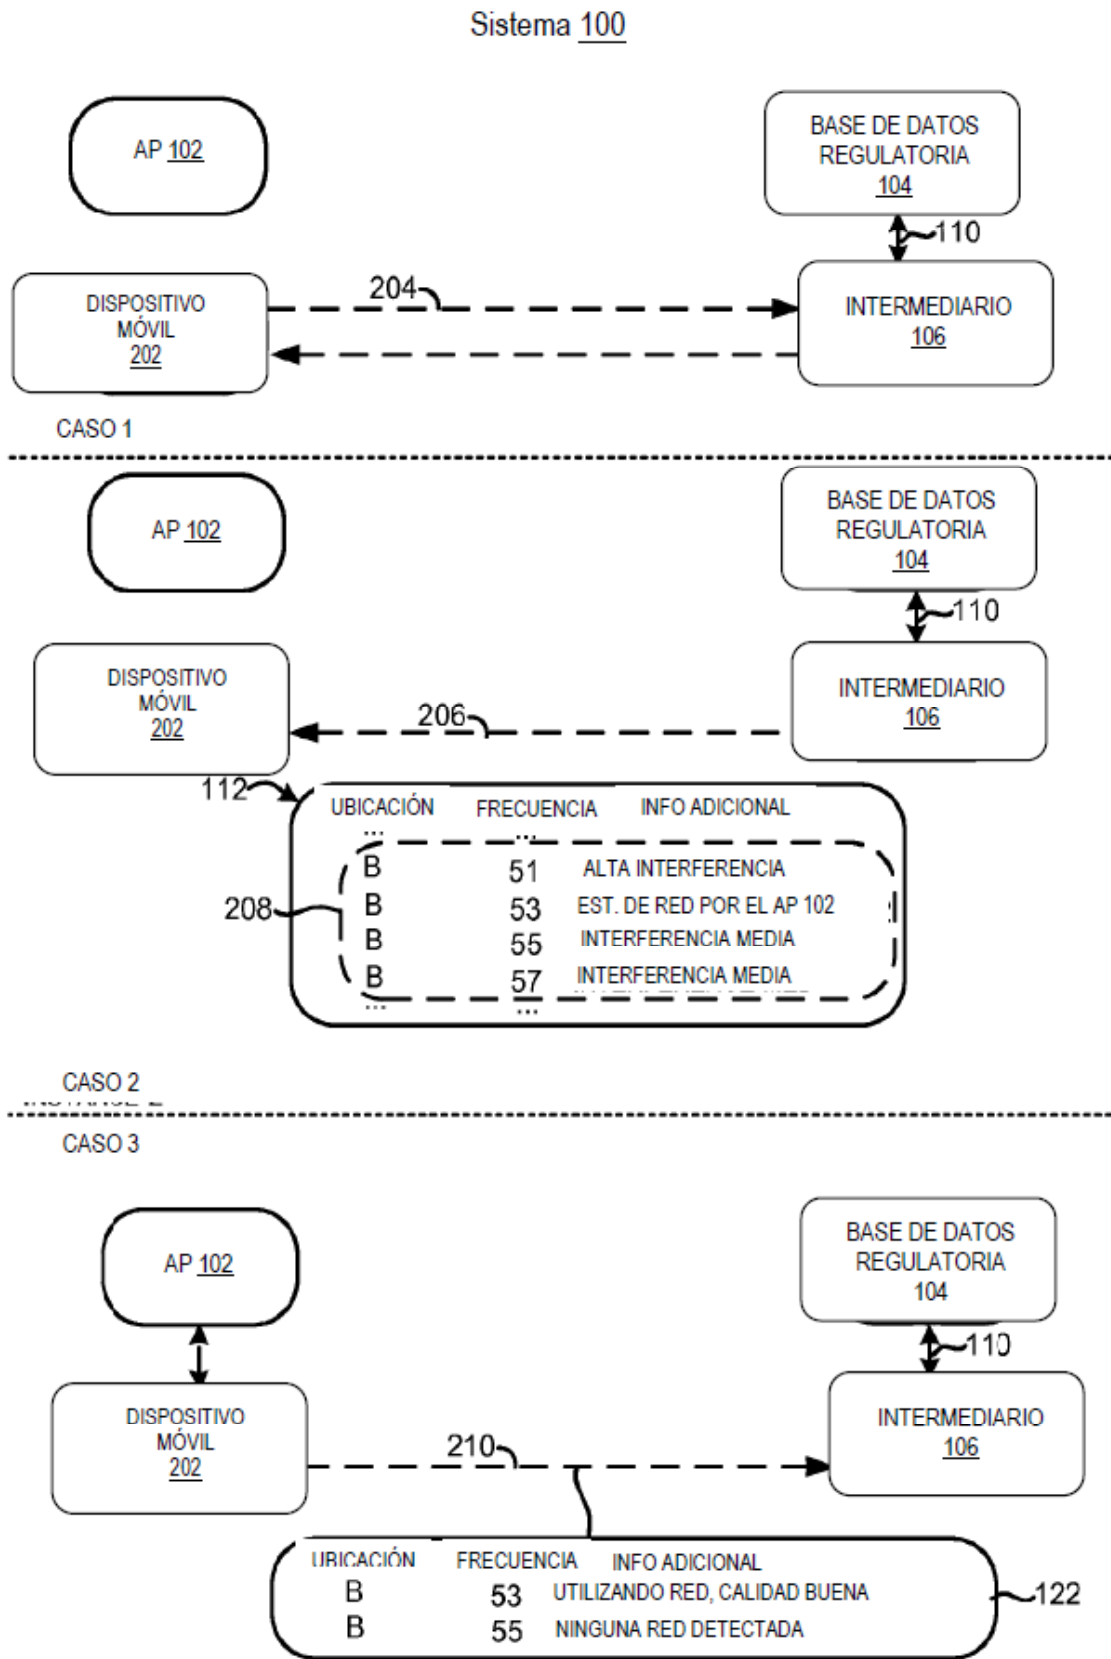 Sistema 100
AP 102
BASE DE DATOS
REGULATORIA
104
110
DISPOSITIVO
MÓVIL
202
204
INTERMEDIARIO
106
CASO 1
AP 102
BASE DE DATOS
REGULATORIA
104
110
DISPOSITIVO
MÓVIL
202
206
INTERMEDIARIO
106
112
UBICACIÓN FRECUENCIA INFO ADICIONAL
... ...
B 51 ALTA INTERFERENCIA
208
B 53 EST. DE RED POR EL AP 102
B 55 INTERFERENCIA MEDIA
B 57 INTERFERENCIA MEDIA
... ...
CASO 2
CASO 3
AP 102
BASE DE DATOS
REGULATORIA
104
110
DISPOSITIVO
MÓVIL
202
210
INTERMEDIARIO
106
UBICACIÓN FRECUENCIA INFO ADICIONAL
B 53 UTILIZANDO RED, CALIDAD BUENA
122
B 55 NINGUNA RED DETECTADA